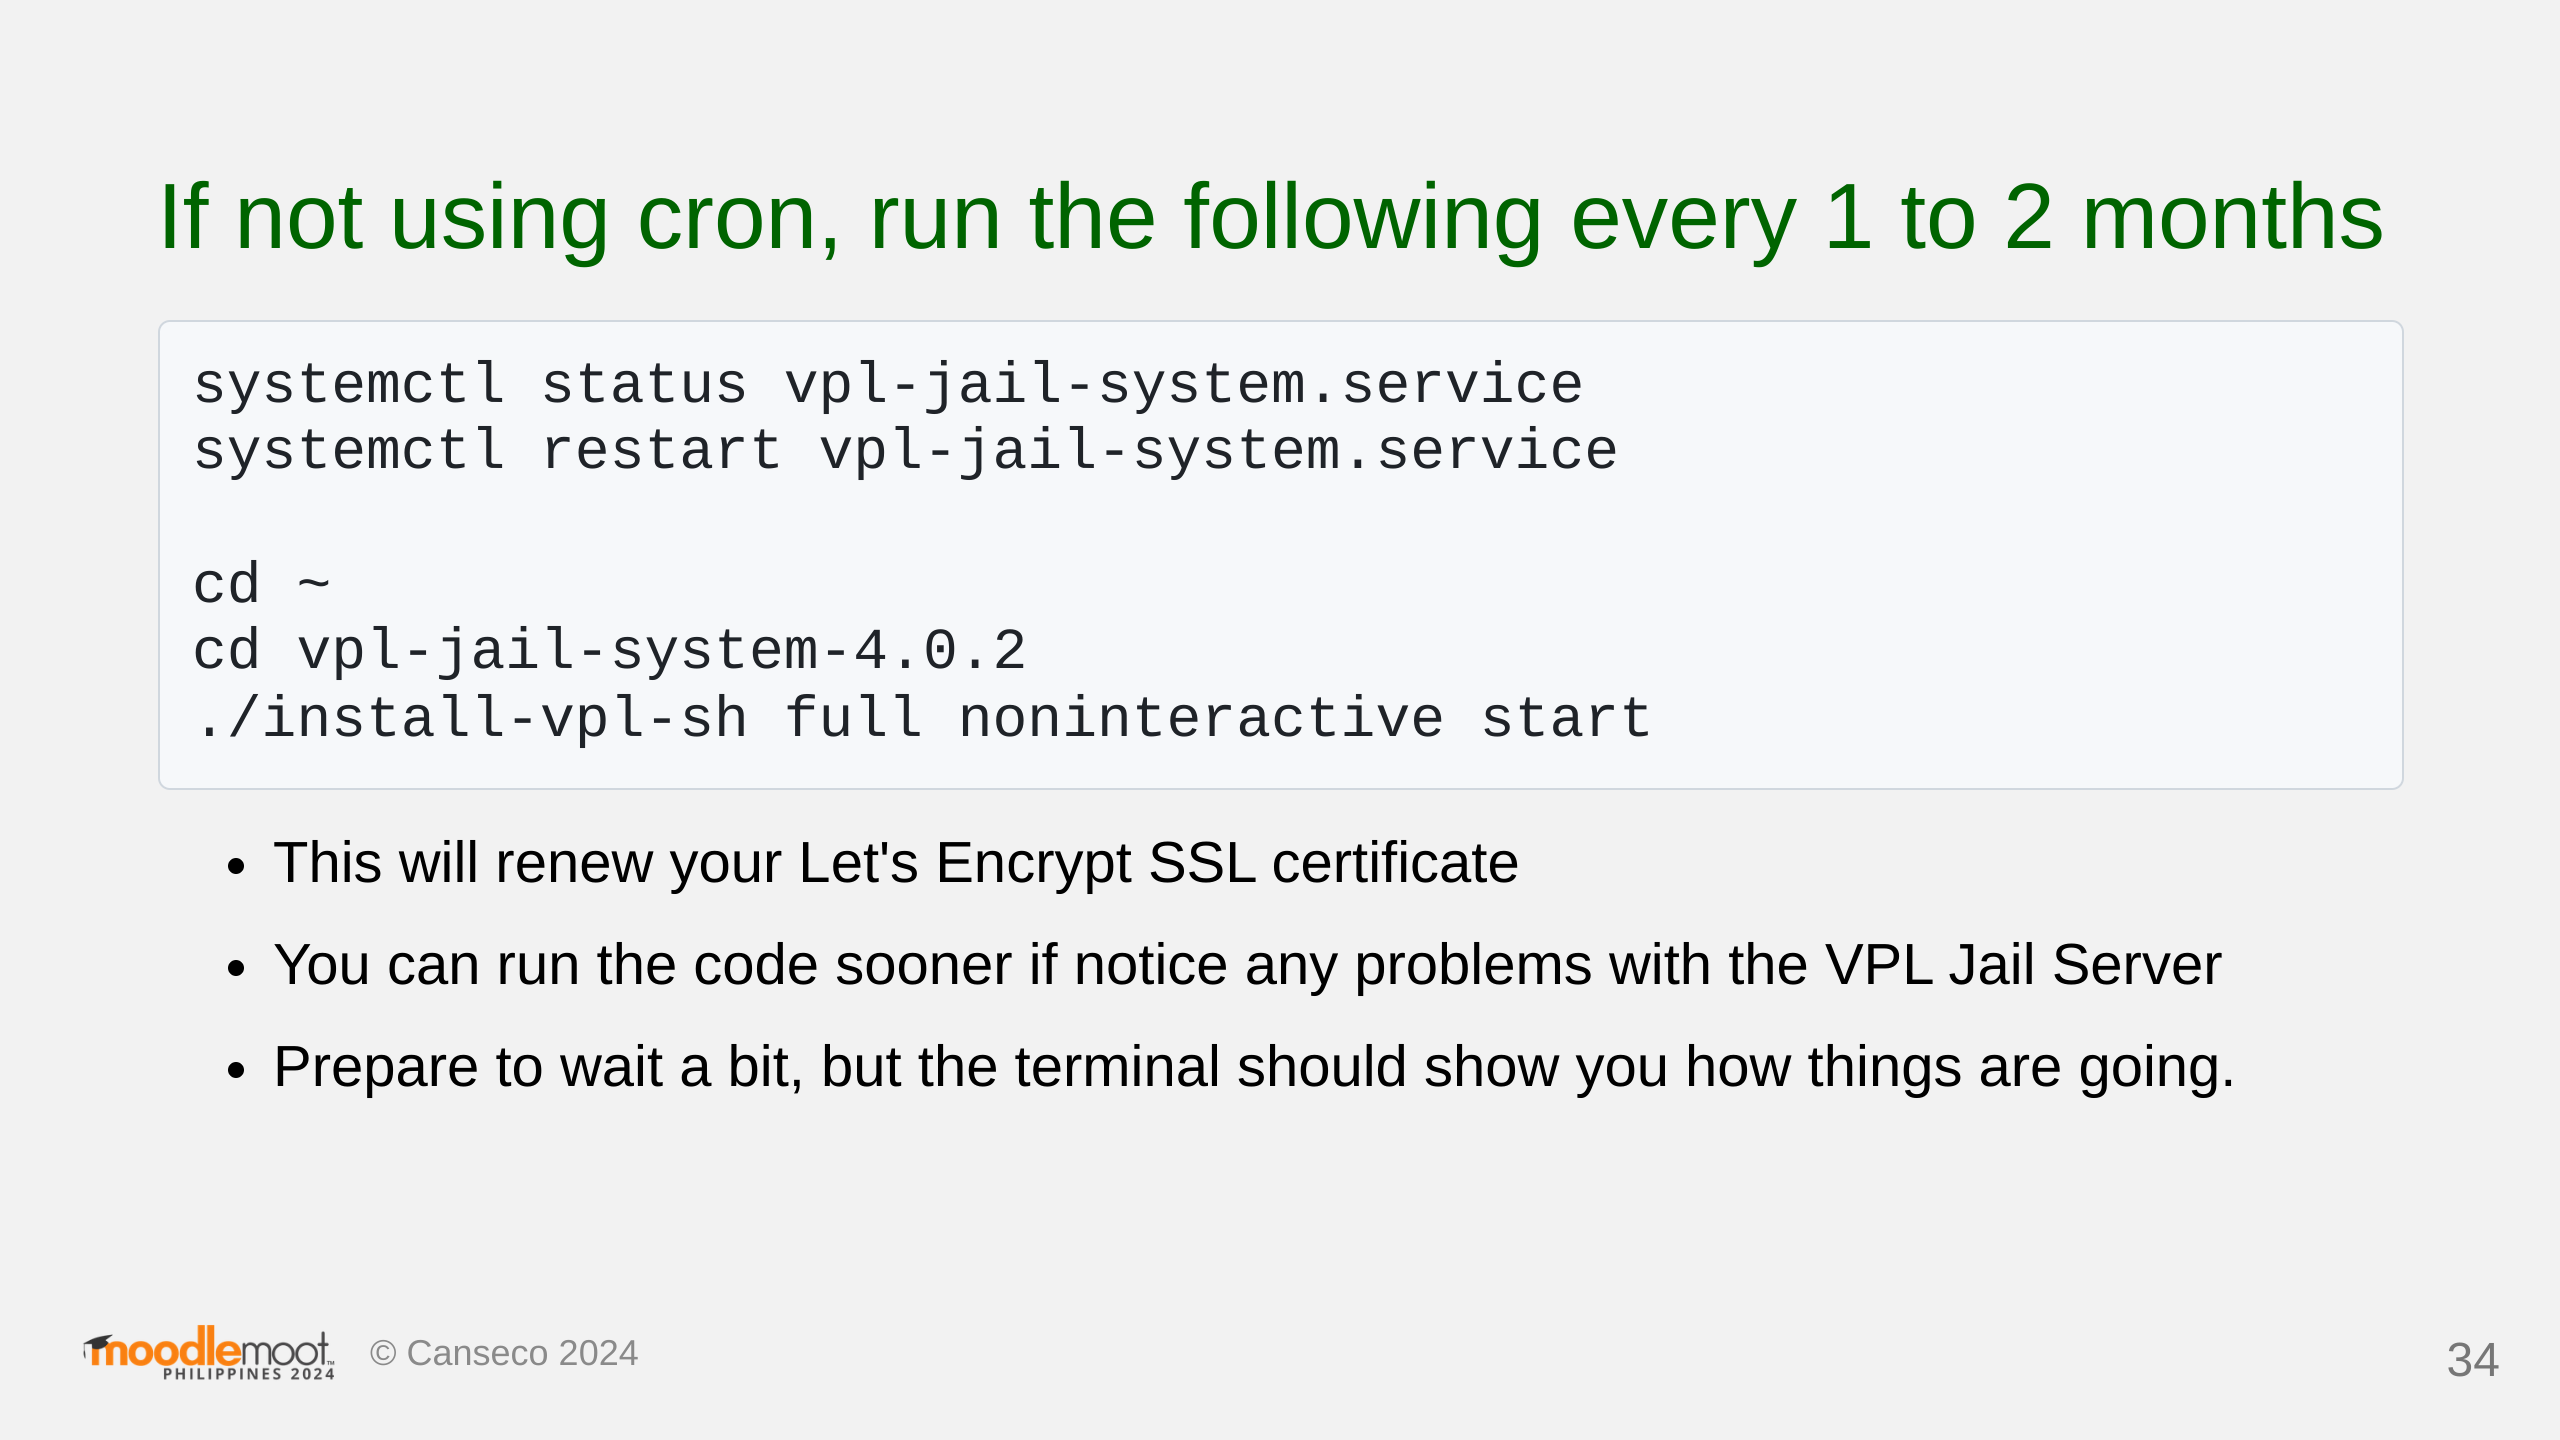 If not using cron, run the following every 1 to 2 months
systemctl status vpl-jail-system.service
systemctl restart vpl-jail-system.service
cd ~
cd vpl-jail-system-4.0.2
./install-vpl-sh full noninteractive start
• This will renew your Let's Encrypt SSL certificate
• You can run the code sooner if notice any problems with the VPL Jail Server
• Prepare to wait a bit, but the terminal should show you how things are going.
moodlemoot™
PHILIPPINES 2024
© Canseco 2024
34